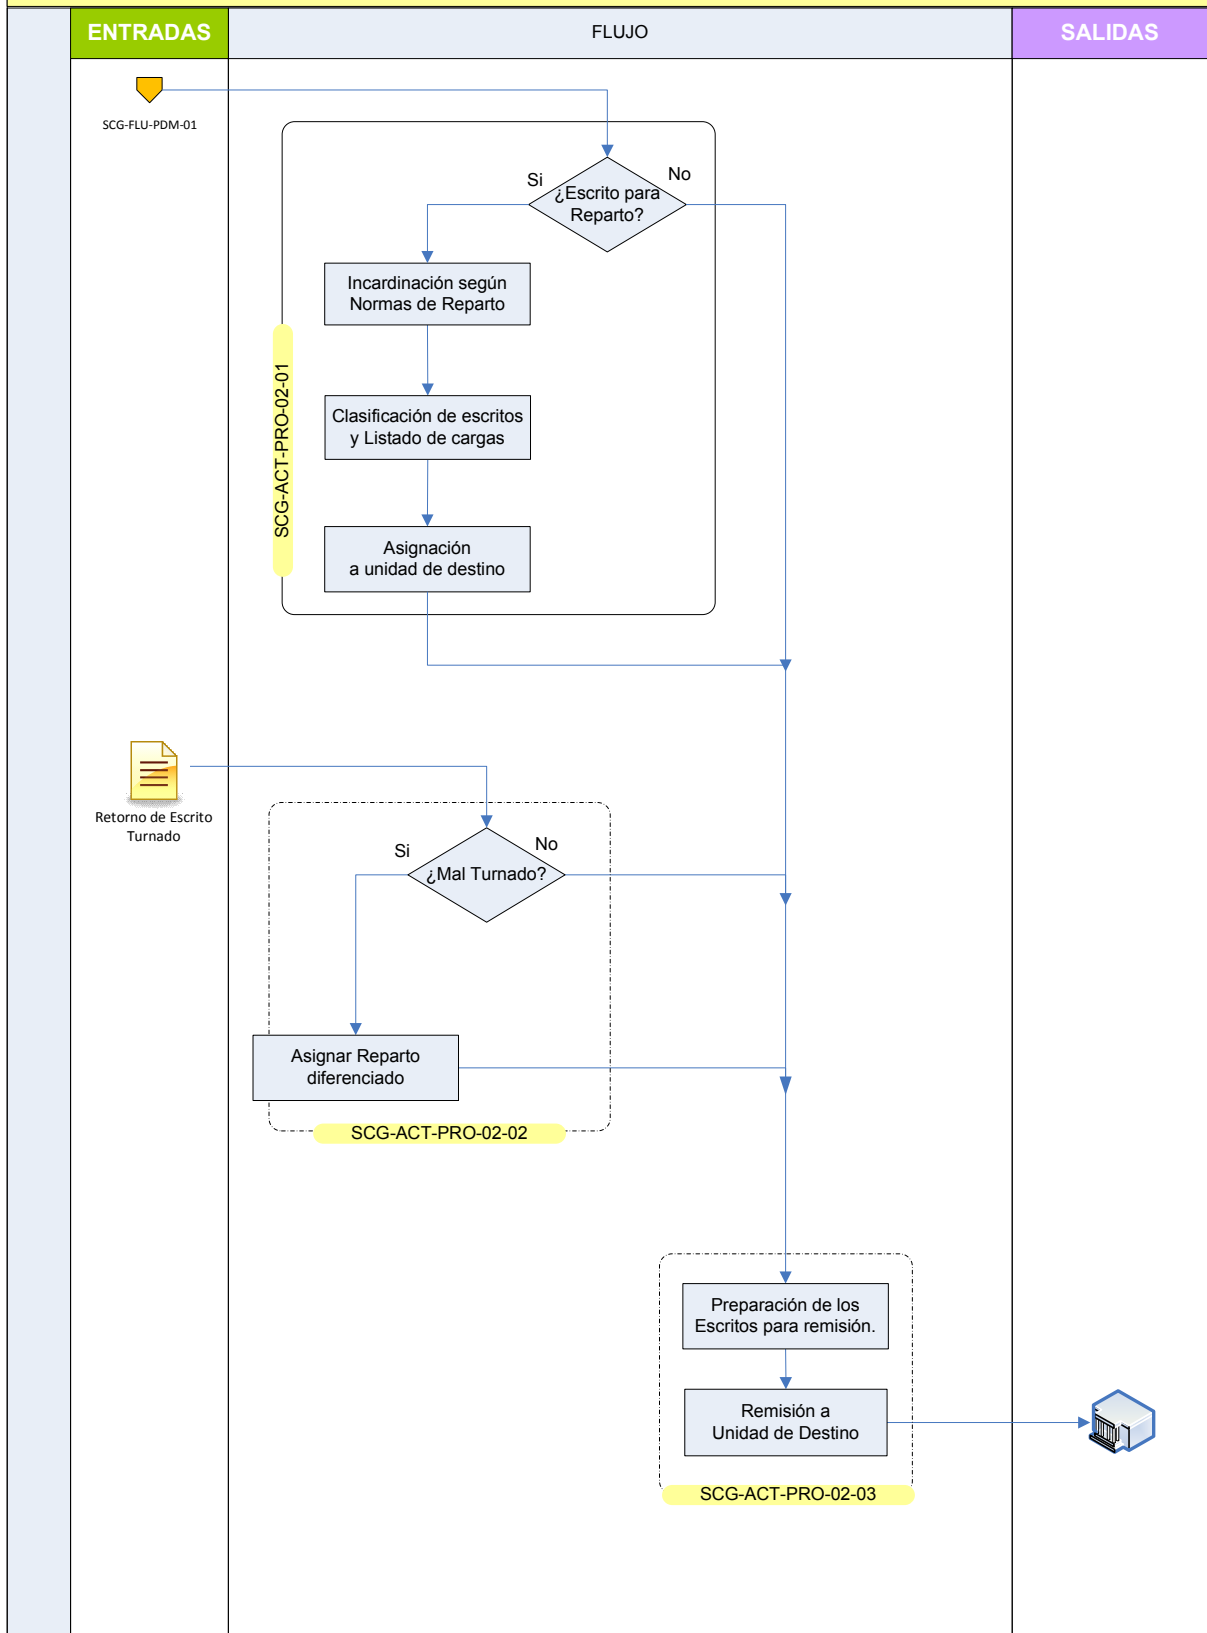 ENTRADAS
FLUJO
SALIDAS
SCG-FLU-PDM-01
¿Escrito para
Reparto?
Si
No
Incardinación según
Normas de Reparto
Clasificación de escritos
y Listado de cargas
Asignación
a unidad de destino
SCG-ACT-PRO-02-01
Retorno de Escrito
Turnado
¿Mal Turnado?
Si
No
Asignar Reparto
diferenciado
SCG-ACT-PRO-02-02
Preparación de los
Escritos para remisión.
Remisión a
Unidad de Destino
SCG-ACT-PRO-02-03